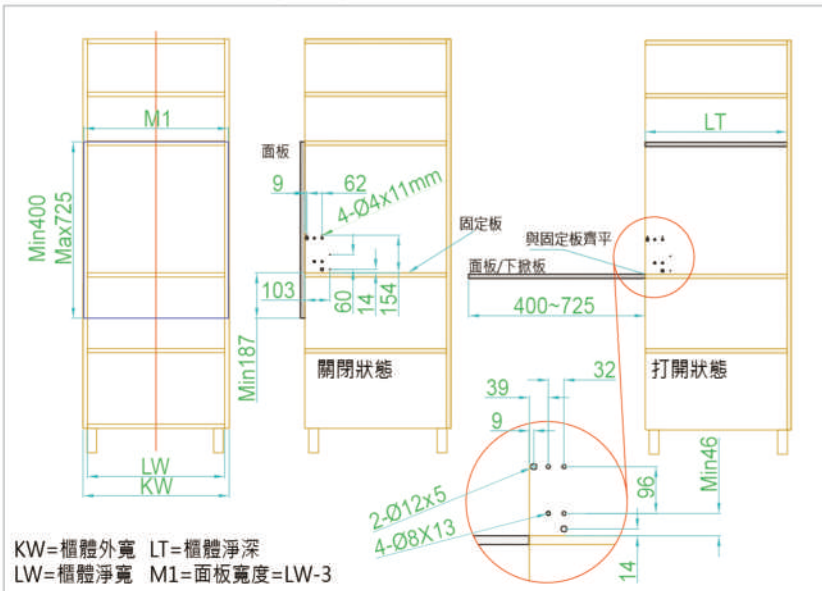 M1
Min400
Max725
LW
KW
面板
9
62
4-Ø4x11mm
固定板
103
60
14
154
Min187
關閉狀態
LT
與固定板齊平
面板/下掀板
400~725
打開狀態
39
32
9
2-Ø12x5
4-Ø8X13
96
Min46
14
KW=櫃體外寬 LT=櫃體淨深
LW=櫃體淨寬 M1=面板寬度=LW-3